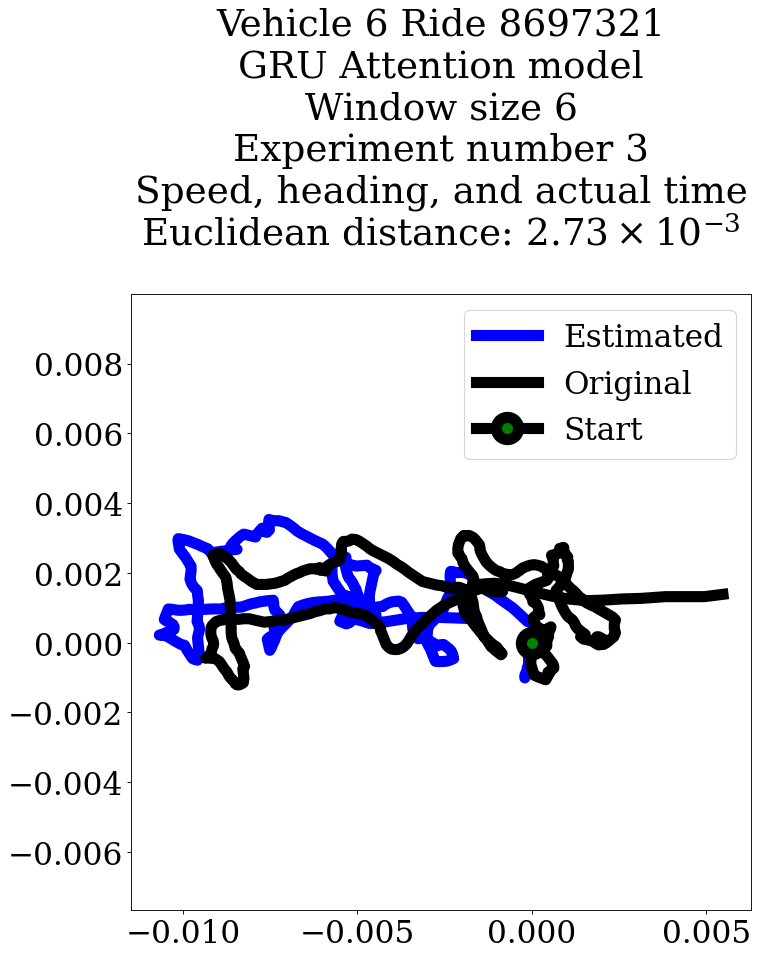 Vehicle 6 Ride 8697321
GRU Attention model
Window size 6
Experiment number 3
Speed, heading, and actual time
Euclidean distance: 2.73 × 10⁻³
Estimated
Original
Start
0.008
0.006
0.004
0.002
0.000
−0.002
−0.004
−0.006
−0.010
−0.005
0.000
0.005